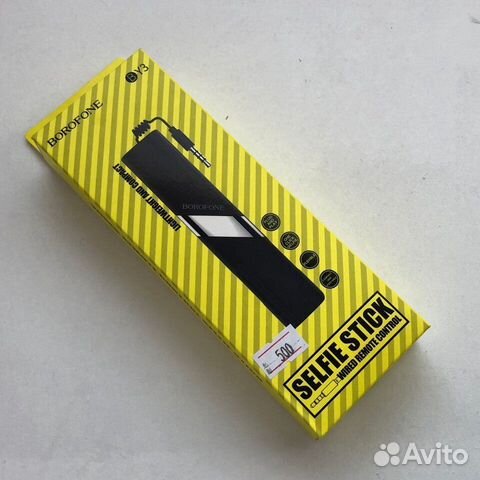 BY3
BOROFONE
LIGHTWEIGHT AND COMPACT
BOROFONE
500
SELFIE STICK
WIRED REMOTE CONTROL
Avito